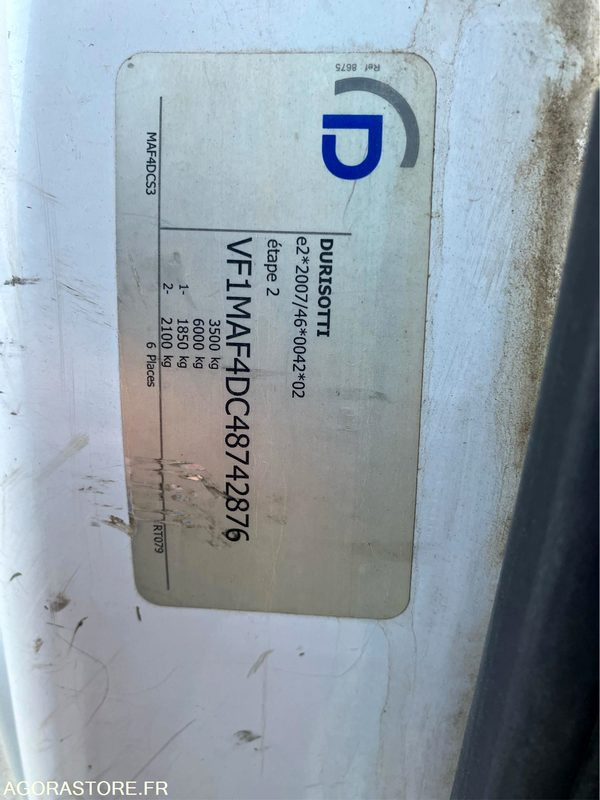 Ref 8675
DURISOTTI
e2*2007/46*0042*02
étape 2
VF1MAF4DC48742876
3500 kg
6000 kg
1- 1850 kg
2- 2100 kg
MAF4DCS3 6 Places RT079
AGORASTORE.FR